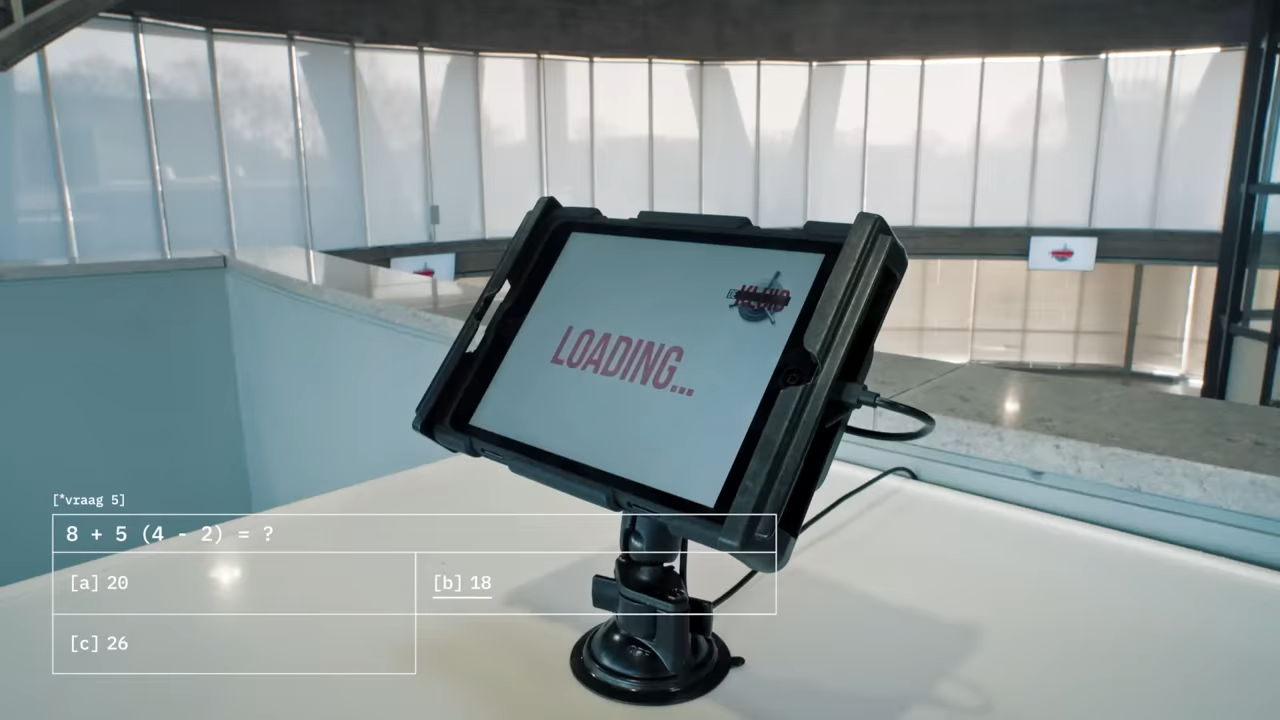 LOADING...
[*vraag 5]
8 + 5 (4 - 2) = ?
[a] 20
[b] 18
[c] 26